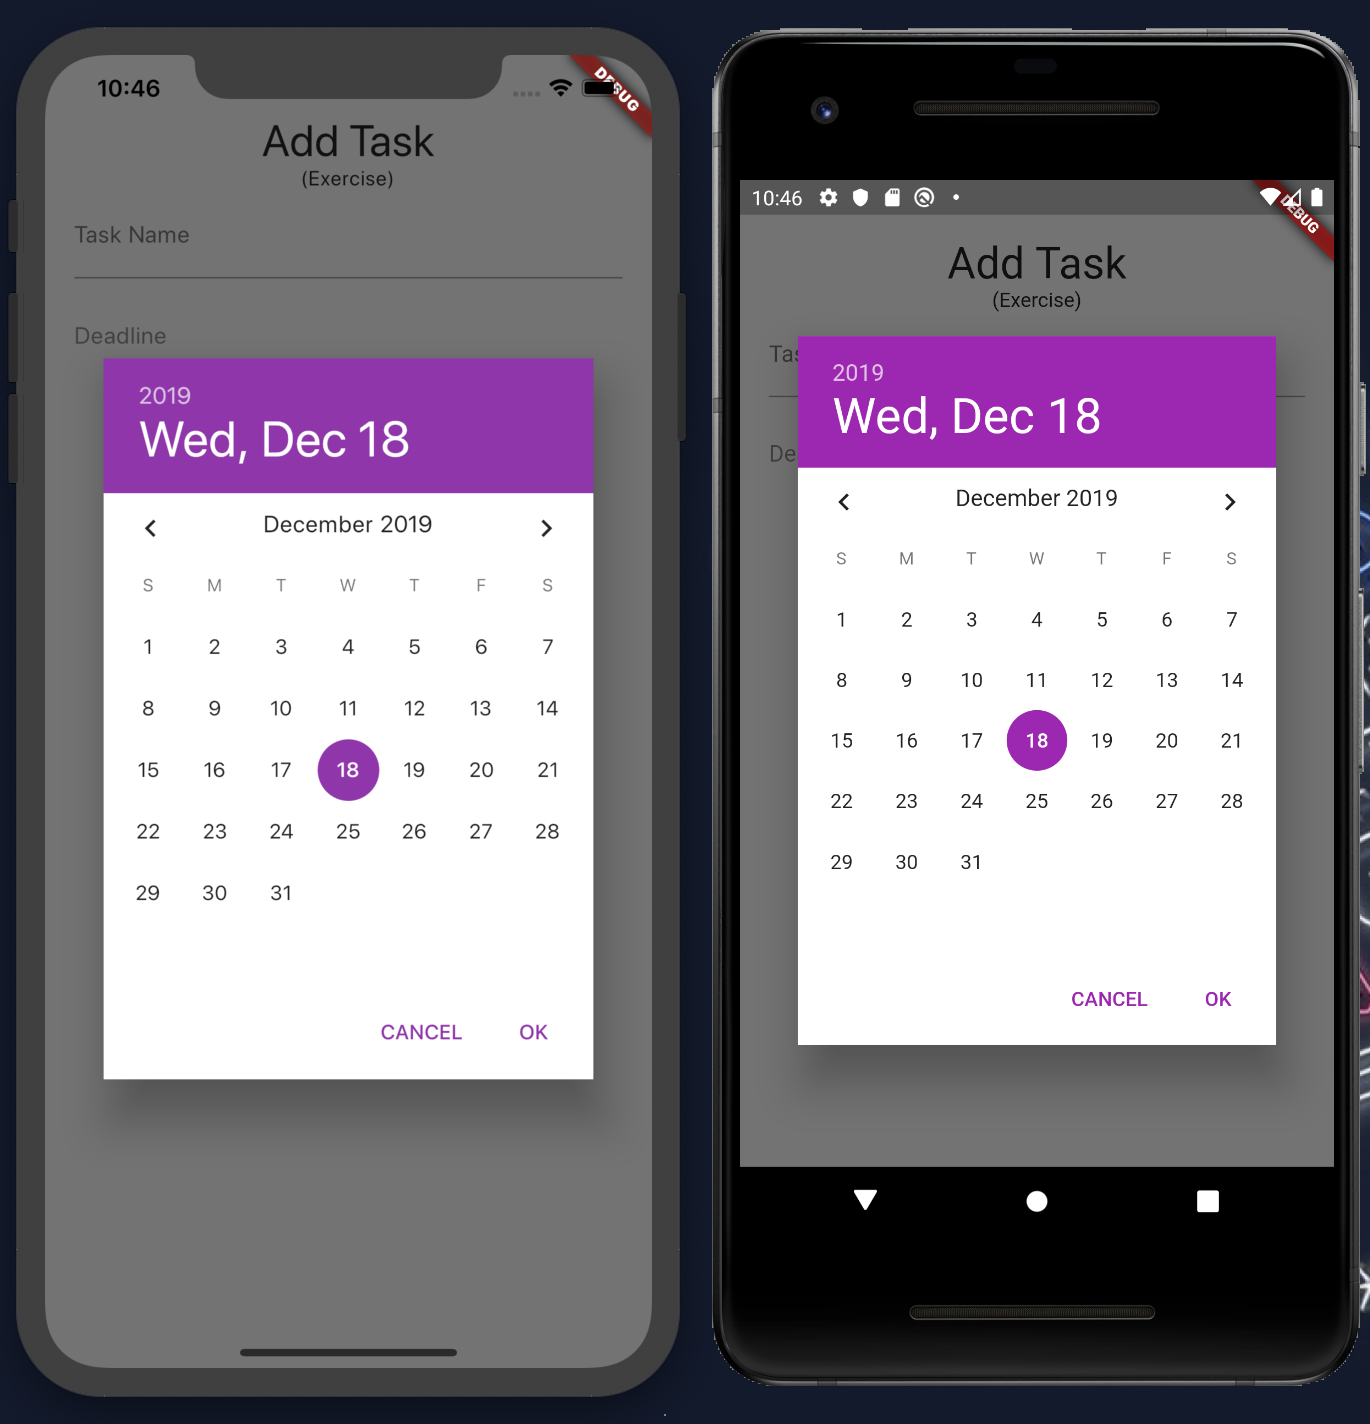 10:46
DEBUG
Add Task
(Exercise)
Task Name
Deadline
2019
Wed, Dec 18
December 2019
S M T W T F S
1 2 3 4 5 6 7
8 9 10 11 12 13 14
15 16 17 18 19 20 21
22 23 24 25 26 27 28
29 30 31
CANCEL OK
10:46
DEBUG
Add Task
(Exercise)
Tas
De
2019
Wed, Dec 18
December 2019
S M T W T F S
1 2 3 4 5 6 7
8 9 10 11 12 13 14
15 16 17 18 19 20 21
22 23 24 25 26 27 28
29 30 31
CANCEL OK